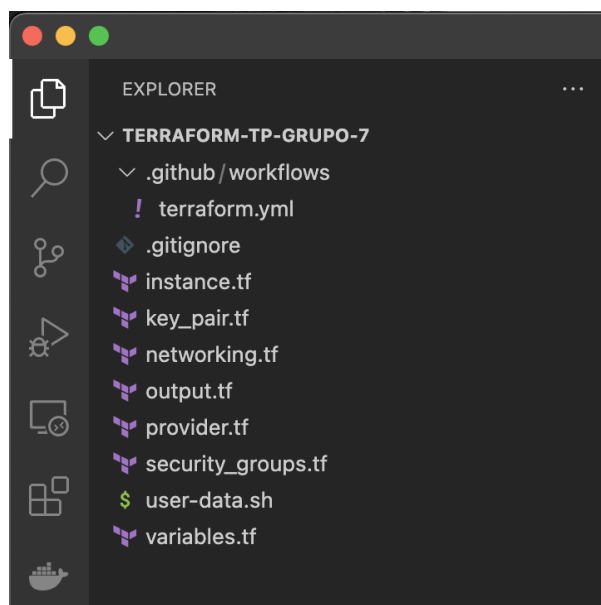 EXPLORER
TERRAFORM-TP-GRUPO-7
.github/workflows
! terraform.yml
.gitignore
instance.tf
key_pair.tf
networking.tf
output.tf
provider.tf
security_groups.tf
$ user-data.sh
variables.tf